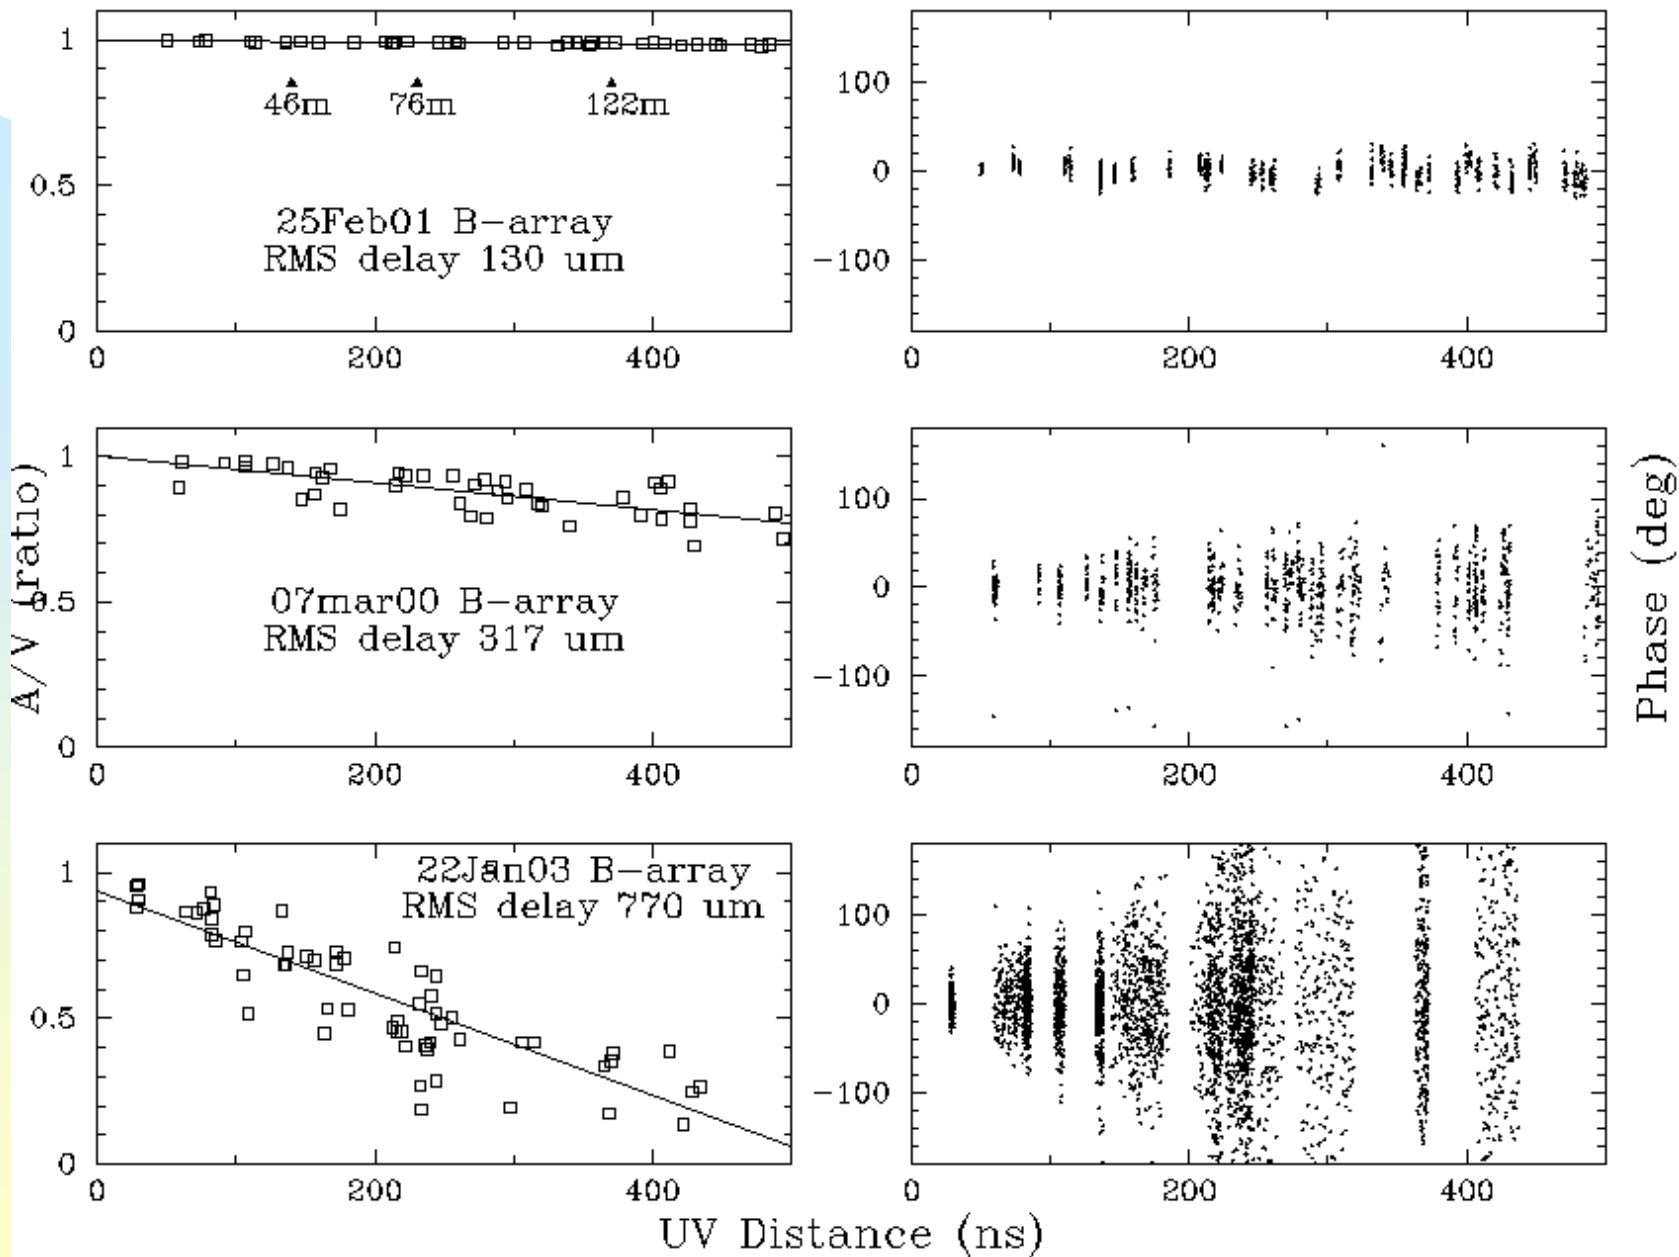 1
0.5
0
46m 76m 122m
25Feb01 B-array
RMS delay 130 um
0 200 400
100
0
-100
0 200 400
1
0.5
0
07mar00 B-array
RMS delay 317 um
0 200 400
100
0
-100
0 200 400
A/V (ratio)
Phase (deg)
1
0.5
0
22Jan03 B-array
RMS delay 770 um
0 200 400
100
0
-100
0 200 400
UV Distance (ns)